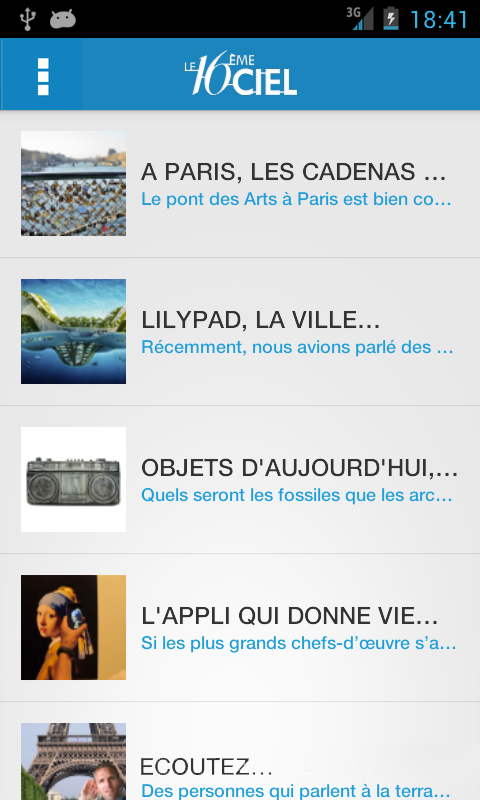 3G 18:41
LE 16ÈME CIEL
A PARIS, LES CADENAS ...
Le pont des Arts à Paris est bien co...
LILYPAD, LA VILLE...
Récemment, nous avions parlé des ...
OBJETS D'AUJOURD'HUI,...
Quels seront les fossiles que les arc...
L'APPLI QUI DONNE VIE...
Si les plus grands chefs-d’œuvre s’a...
ECOUTEZ...
Des personnes qui parlent à la terra...